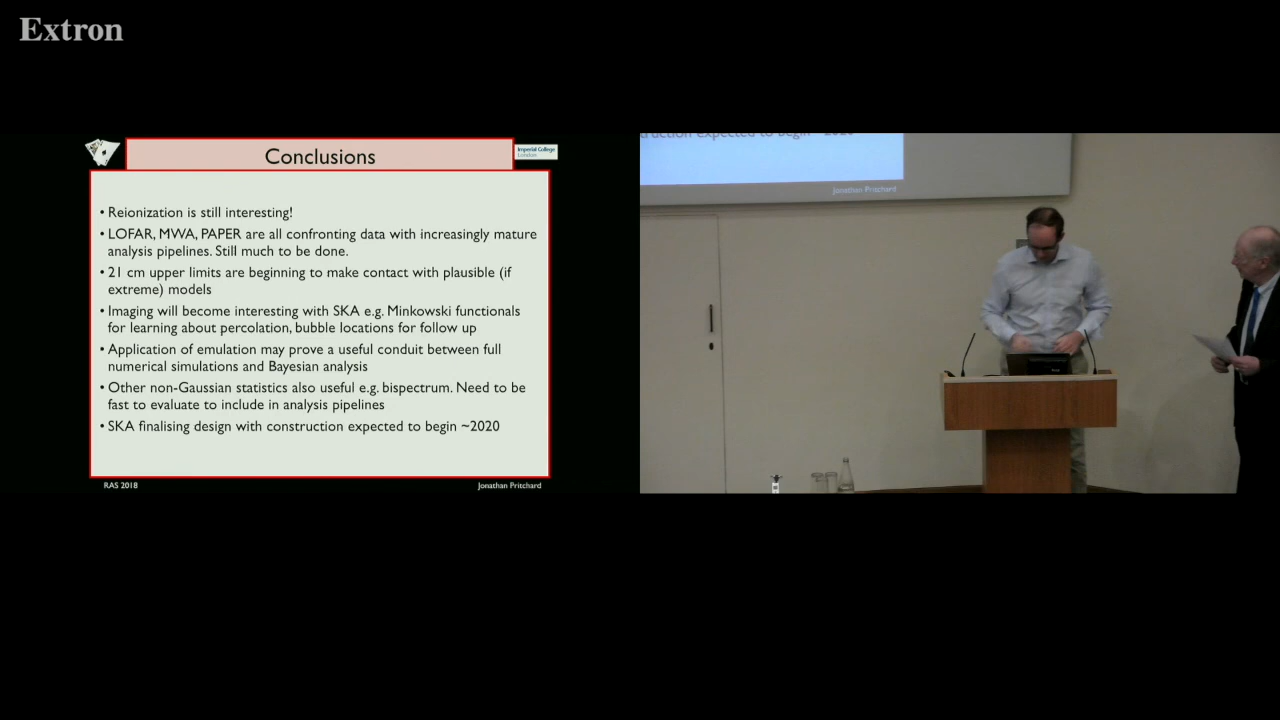 Extron
Conclusions
Imperial College
London
• Reionization is still interesting!
• LOFAR, MWA, PAPER are all confronting data with increasingly mature
analysis pipelines. Still much to be done.
• 21 cm upper limits are beginning to make contact with plausible (if
extreme) models
• Imaging will become interesting with SKA e.g. Minkowski functionals
for learning about percolation, bubble locations for follow up
• Application of emulation may prove a useful conduit between full
numerical simulations and Bayesian analysis
• Other non-Gaussian statistics also useful e.g. bispectrum. Need to be
fast to evaluate to include in analysis pipelines
• SKA finalising design with construction expected to begin ~2020
RAS 2018
Jonathan Pritchard
expected to begin ~2020
Jonathan Pritchard